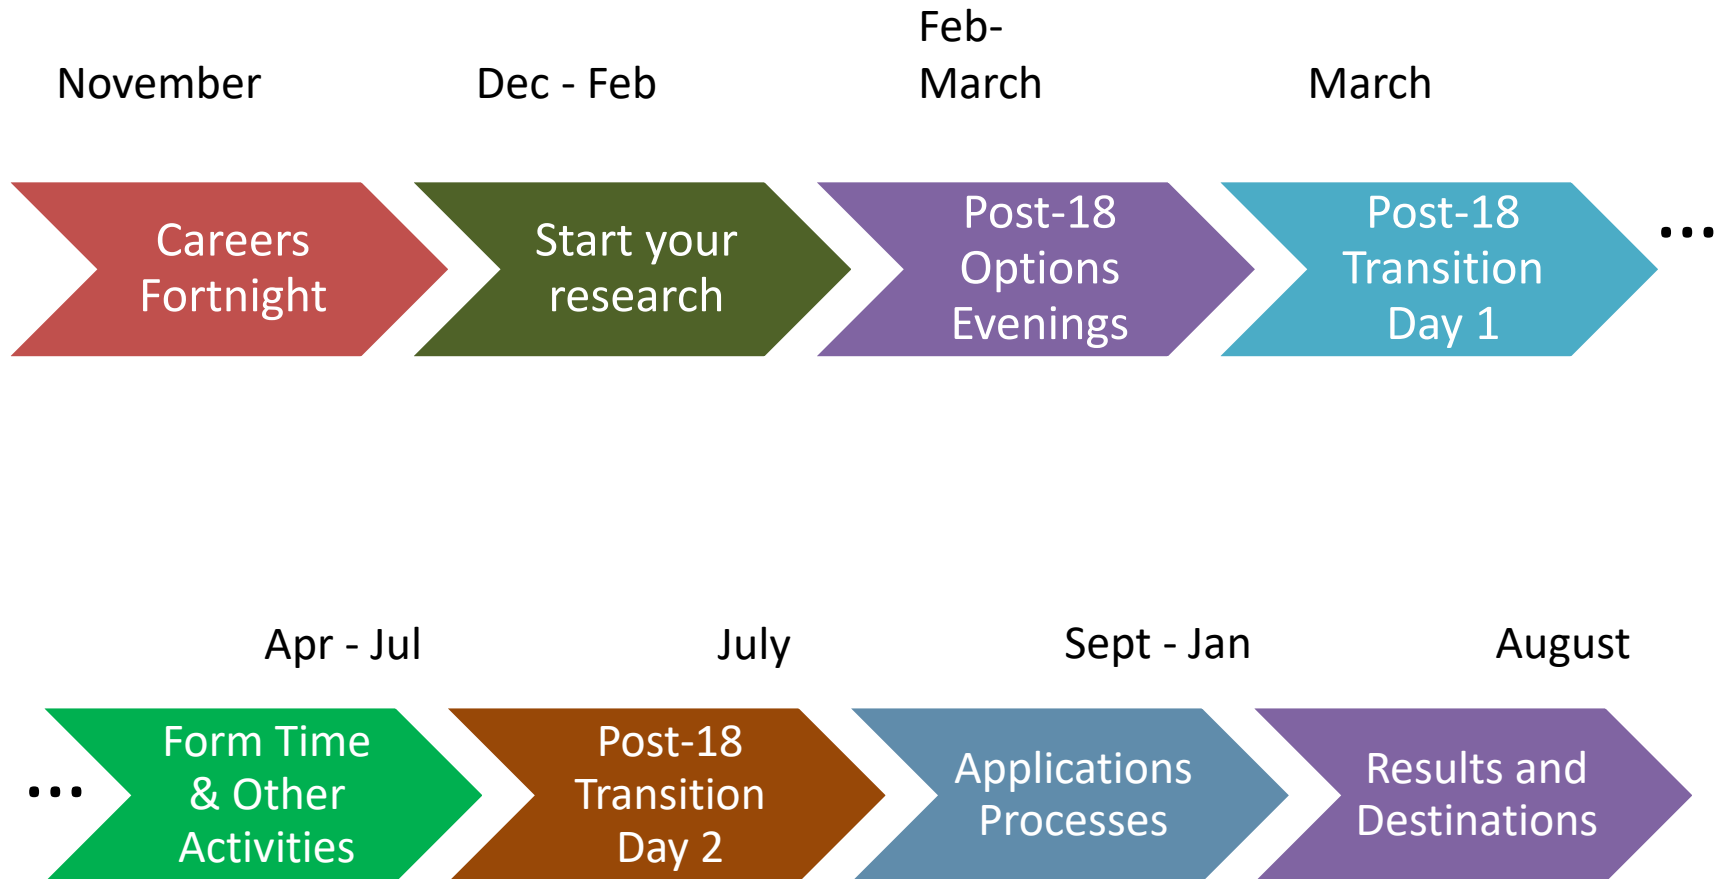 November
Dec - Feb
Feb-
March
March
Careers
Fortnight
Start your
research
Post-18
Options
Evenings
Post-18
Transition
Day 1
...
Apr - Jul
July
Sept - Jan
August
...
Form Time
& Other
Activities
Post-18
Transition
Day 2
Applications
Processes
Results and
Destinations